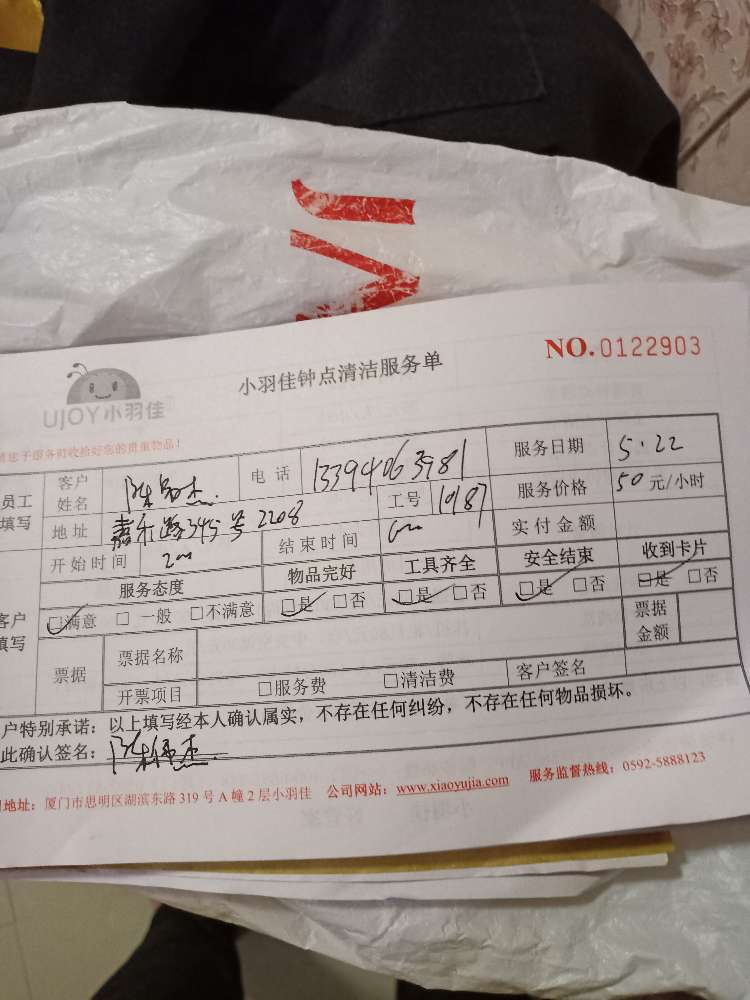 NO.0122903
小羽佳钟点清洁服务单
UJOY小羽佳
子服务前收拾好您的贵重物品！
员工填写 客户姓名 电话 13394063981 服务日期 5.22
地址 嘉禾路345号2208 工号 10187 服务价格 50元/小时
开始时间 结束时间 实付金额
服务态度 物品完好 工具齐全 安全结束 收到卡片
客户填写 ☑满意 □一般 □不满意 ☑是 □否 ☑是 □否 ☑是 □否 ☑是 □否
票据 票据名称 票据金额
开票项目 □服务费 □清洁费 客户签名
户特别承诺：以上填写经本人确认属实，不存在任何纠纷，不存在任何物品损坏。
此确认签名：
地址：厦门市思明区湖滨东路319号A幢2层小羽佳 公司网站：www.xiaoyujia.com 服务监督热线：0592-5888123